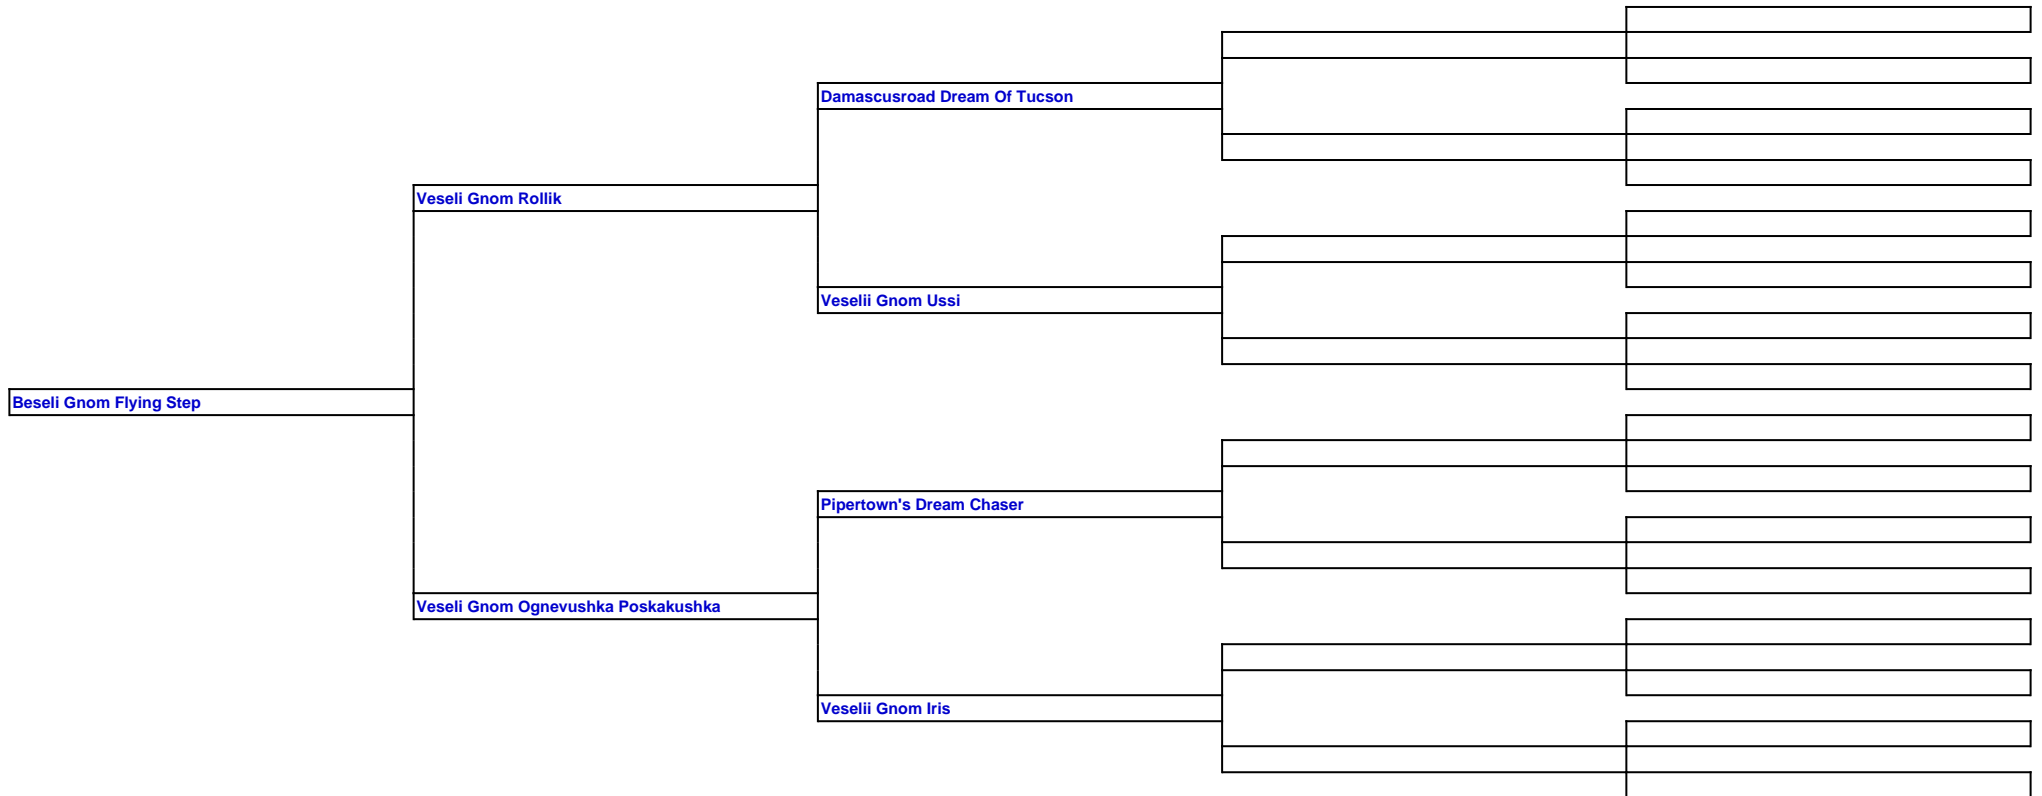 Damascusroad Dream Of Tucson
Veseli Gnom Rollik
Veselii Gnom Ussi
Beseli Gnom Flying Step
Pipertown's Dream Chaser
Veseli Gnom Ognevushka Poskakushka
Veselii Gnom Iris